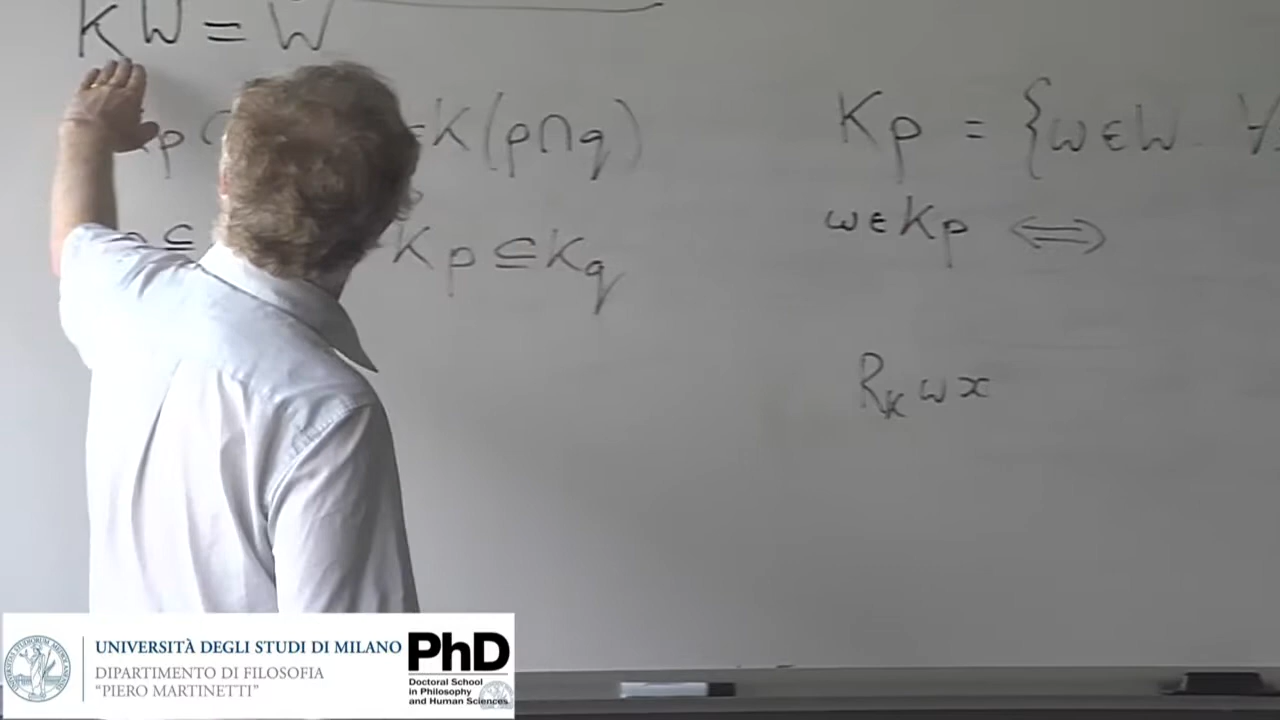 KW = W
Kp K(p∩q)
⊆ Kp ⊆ Kq
Kp = {w ∈ W. ∀
w ∈ Kp ⇔
R_K w x
UNIVERSITÀ DEGLI STUDI DI MILANO
DIPARTIMENTO DI FILOSOFIA
"PIERO MARTINETTI"
PhD
Doctoral School
in Philosophy
and Human Sciences